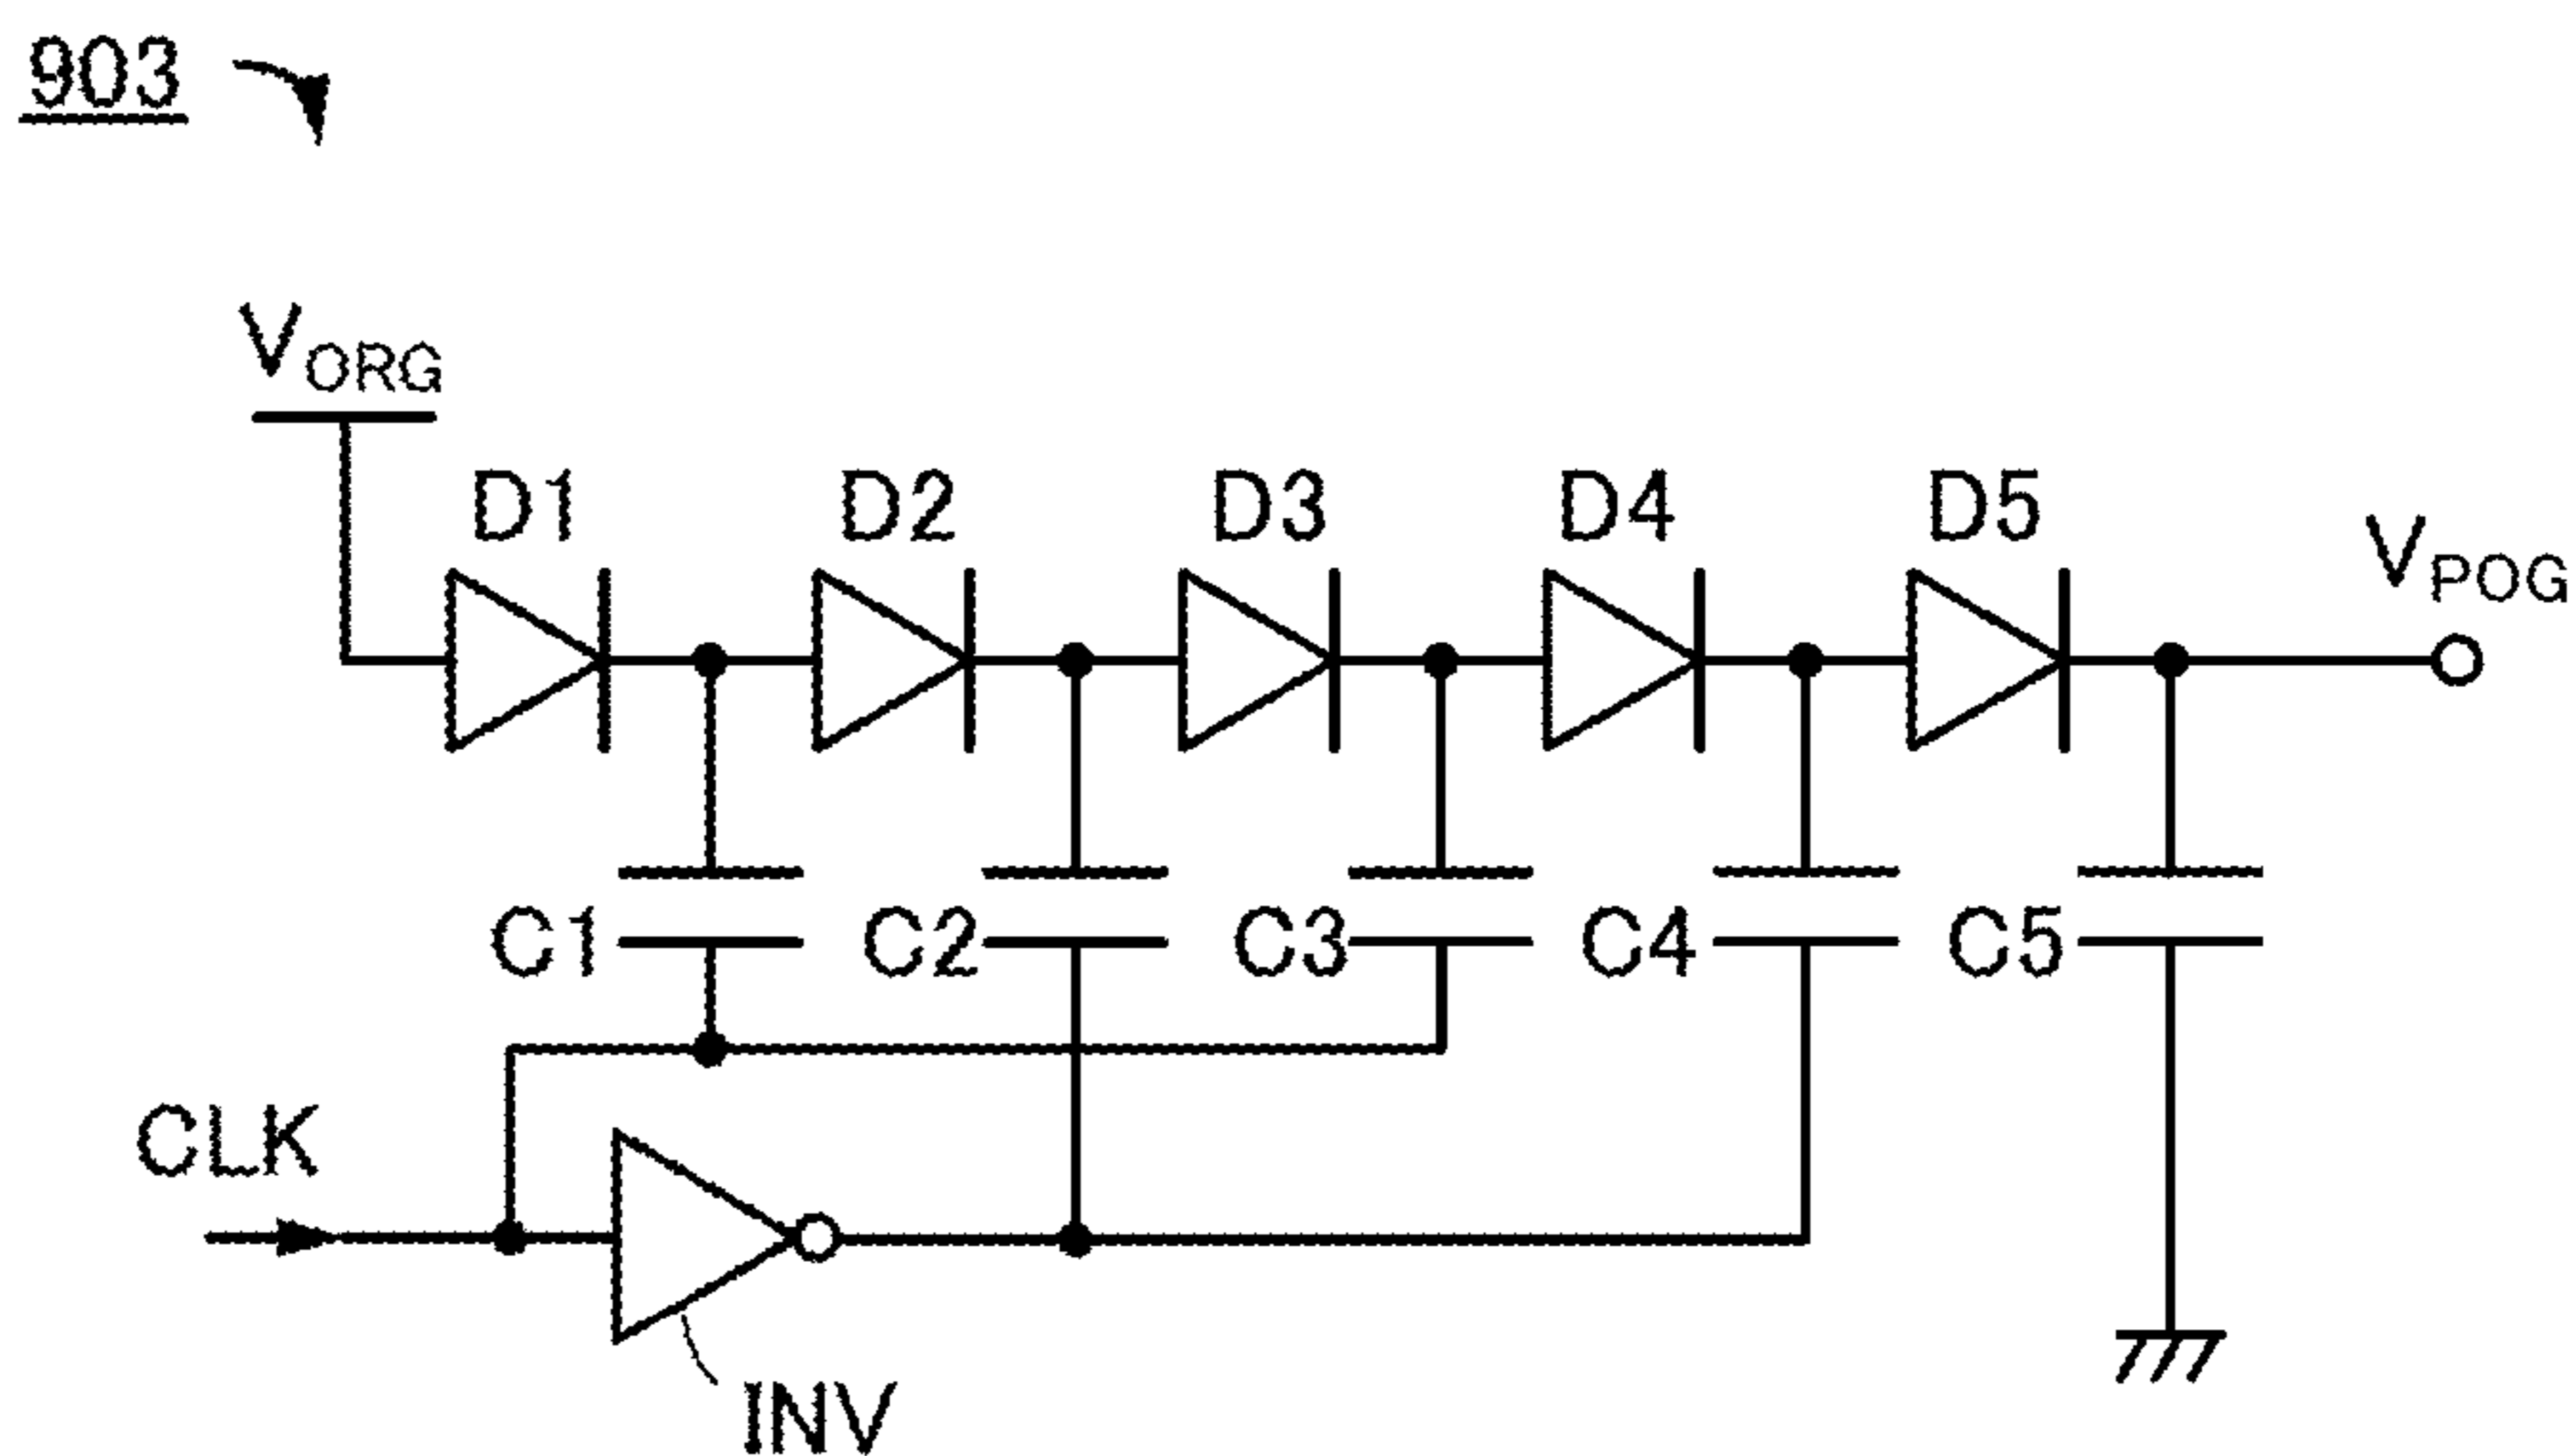 903
VORG
D1 D2 D3 D4 D5
VPOG
C1 C2 C3 C4 C5
CLK
INV